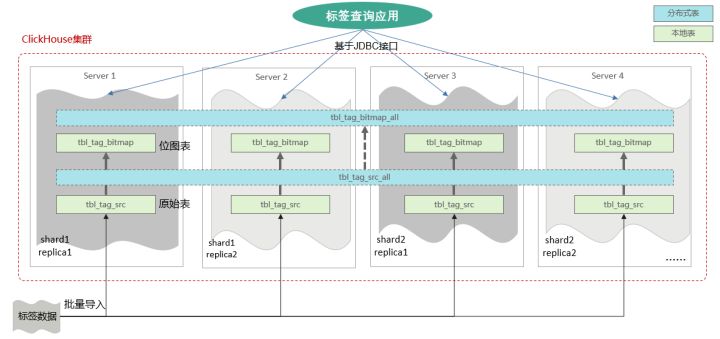 标签查询应用
分布式表
本地表
ClickHouse集群
基于JDBC接口
Server 1
Server 2
Server 3
Server 4
tbl_tag_bitmap_all
tbl_tag_bitmap
位图表
tbl_tag_bitmap
tbl_tag_bitmap
tbl_tag_bitmap
tbl_tag_src_all
tbl_tag_src
原始表
tbl_tag_src
tbl_tag_src
tbl_tag_src
shard1
replica1
shard1
replica2
shard2
replica1
shard2
replica2
......
标签数据
批量导入